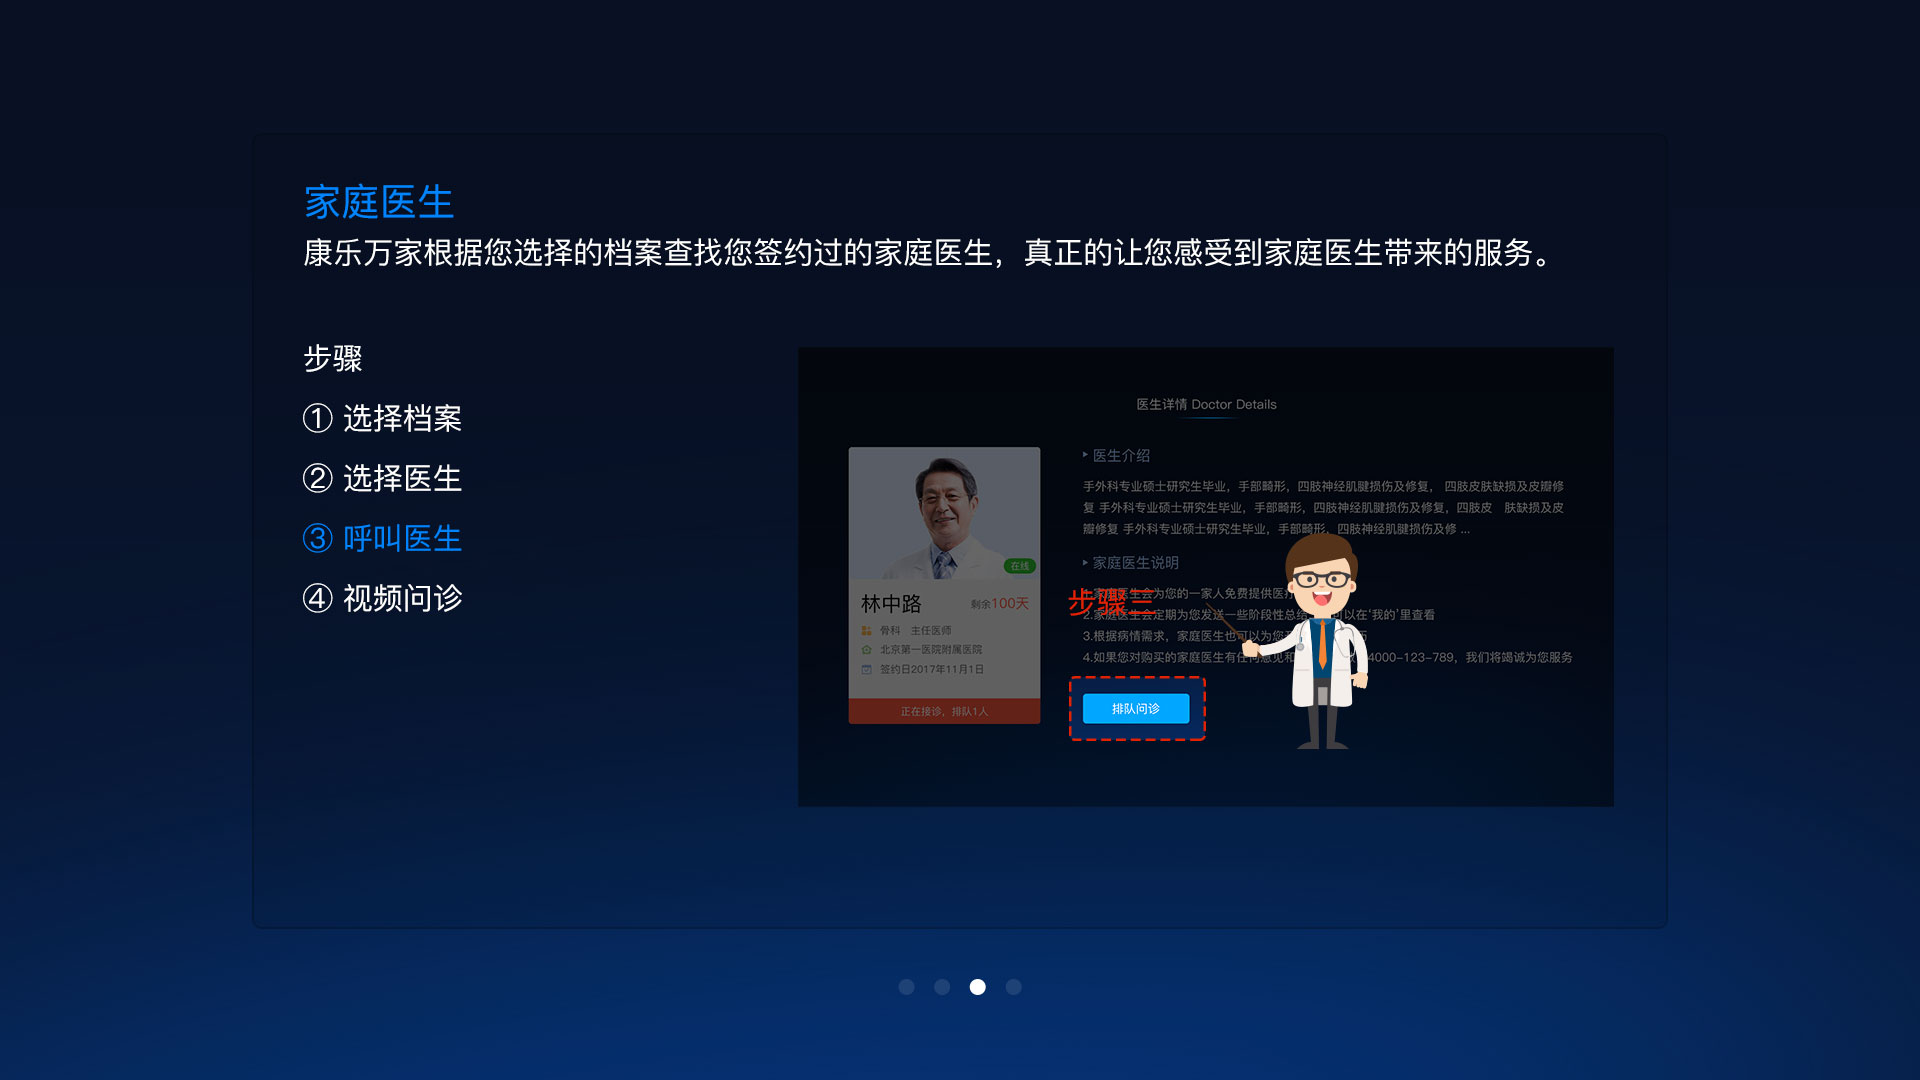 家庭医生
康乐万家根据您选择的档案查找您签约过的家庭医生，真正的让您感受到家庭医生带来的服务。
步骤
① 选择档案
② 选择医生
③ 呼叫医生
④ 视频问诊
医生详情 Doctor Details
在线
林中路 剩余100天
骨科 主任医师
北京第一医院附属医院
签约日2017年11月1日
正在接诊，排队1人
医生介绍
手外科专业硕士研究生毕业，手部畸形，四肢神经肌腱损伤及修复， 四肢皮肤缺损及皮瓣修
复 手外科专业硕士研究生毕业，手部畸形，四肢神经肌腱损伤及修复，四肢皮 肤缺损及皮
瓣修复 手外科专业硕士研究生毕业，手部畸形，四肢神经肌腱损伤及修 ...
家庭医生说明
步骤三
1.家庭医生会为您的一家人免费提供医疗
2.家庭医生会定期为您发送一些阶段性总结 可以在‘我的’里查看
3.根据病情需求，家庭医生也可以为您
4.如果您对购买的家庭医生有任何意见和 4000-123-789，我们将竭诚为您服务
排队问诊